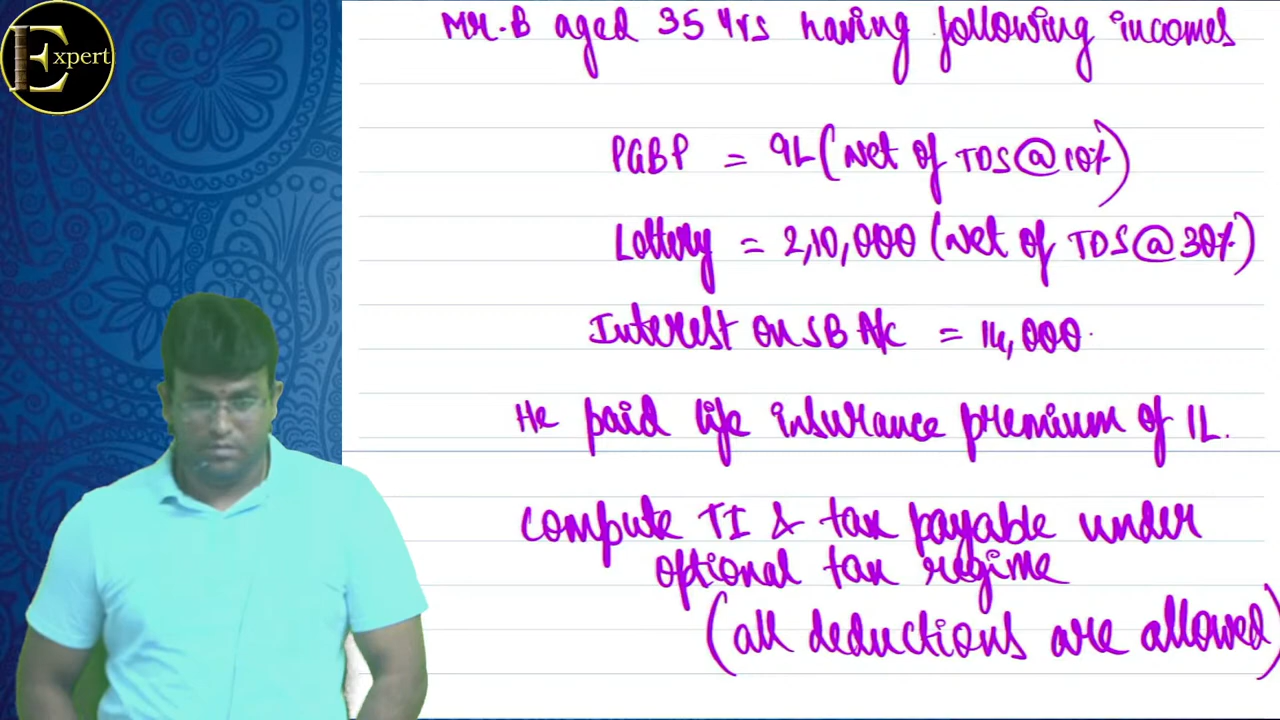 Expert
Mr. B aged 35 Yrs having following incomes
PGBP = 9L (Net of TDS @ 10%)
Lottery = 2,10,000 (Net of TDS @ 30%)
Interest on SB A/c = 14,000.
He paid life insurance premium of 1L.
compute TI & tax payable under
optional tax regime
(all deductions are allowed)